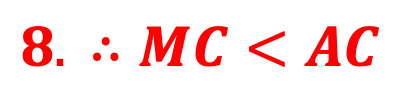 8. ∴ MC < AC